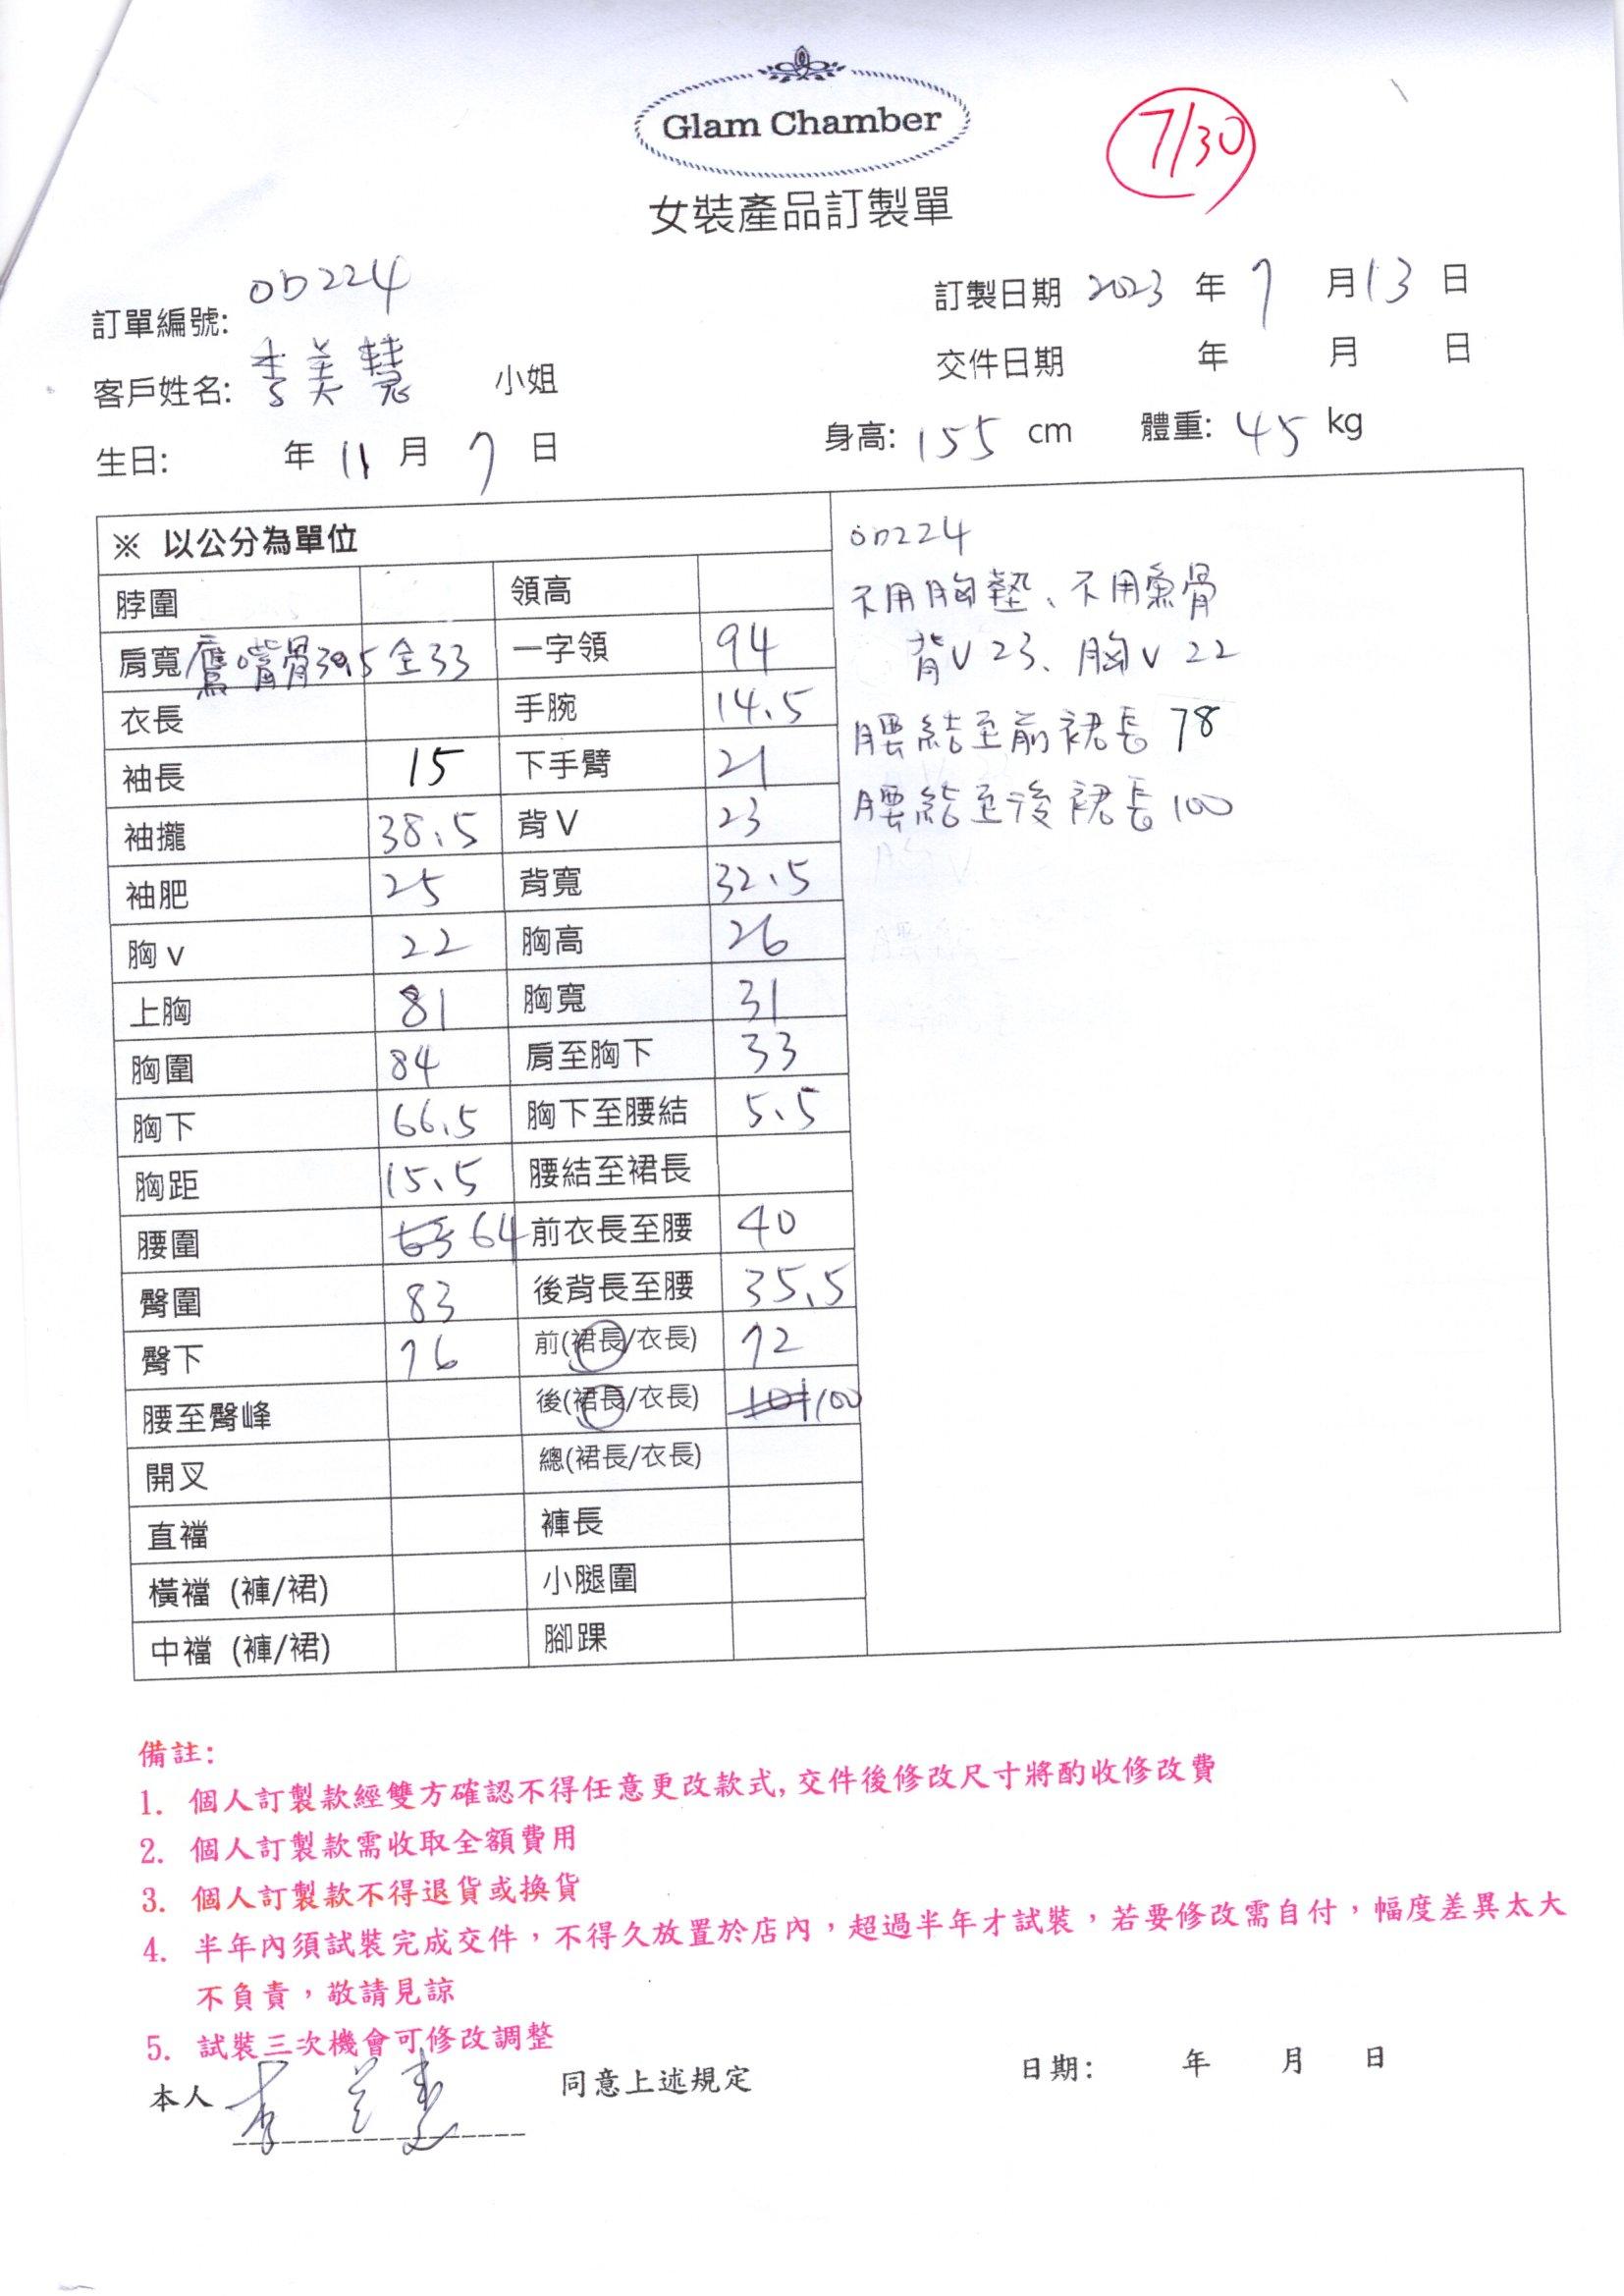 Glam Chamber
7/30
女裝產品訂製單
訂單編號: OD224
訂製日期 2023 年 7 月 13 日
客戶姓名: 李美慧 小姐
交件日期 年 月 日
生日: 年 11 月 7 日
身高: 155 cm 體重: 45 kg
※ 以公分為單位
脖圍 領高
肩寬 鷹嘴骨39.5 全33 一字領 94
衣長 手腕 14.5
袖長 15 下手臂 21
袖攏 38.5 背V 23
袖肥 25 背寬 32.5
胸v 22 胸高 26
上胸 81 胸寬 31
胸圍 84 肩至胸下 33
胸下 66.5 胸下至腰結 5.5
胸距 15.5 腰結至裙長
腰圍 64 前衣長至腰 40
臀圍 83 後背長至腰 35.5
臀下 76 前(裙長/衣長) 72
腰至臀峰 後(裙長/衣長) 101 100
開叉 總(裙長/衣長)
直襠 褲長
橫襠 (褲/裙) 小腿圍
中襠 (褲/裙) 腳踝
OD224
不用胸墊、不用魚骨
背V 23、胸V 22
腰結至前裙長 78
腰結至後裙長 100
備註:
1. 個人訂製款經雙方確認不得任意更改款式,交件後修改尺寸將酌收修改費
2. 個人訂製款需收取全額費用
3. 個人訂製款不得退貨或換貨
4. 半年內須試裝完成交件，不得久放置於店內，超過半年才試裝，若要修改需自付，幅度差異太大
不負責，敬請見諒
5. 試裝三次機會可修改調整
本人 李美慧 同意上述規定
日期: 年 月 日